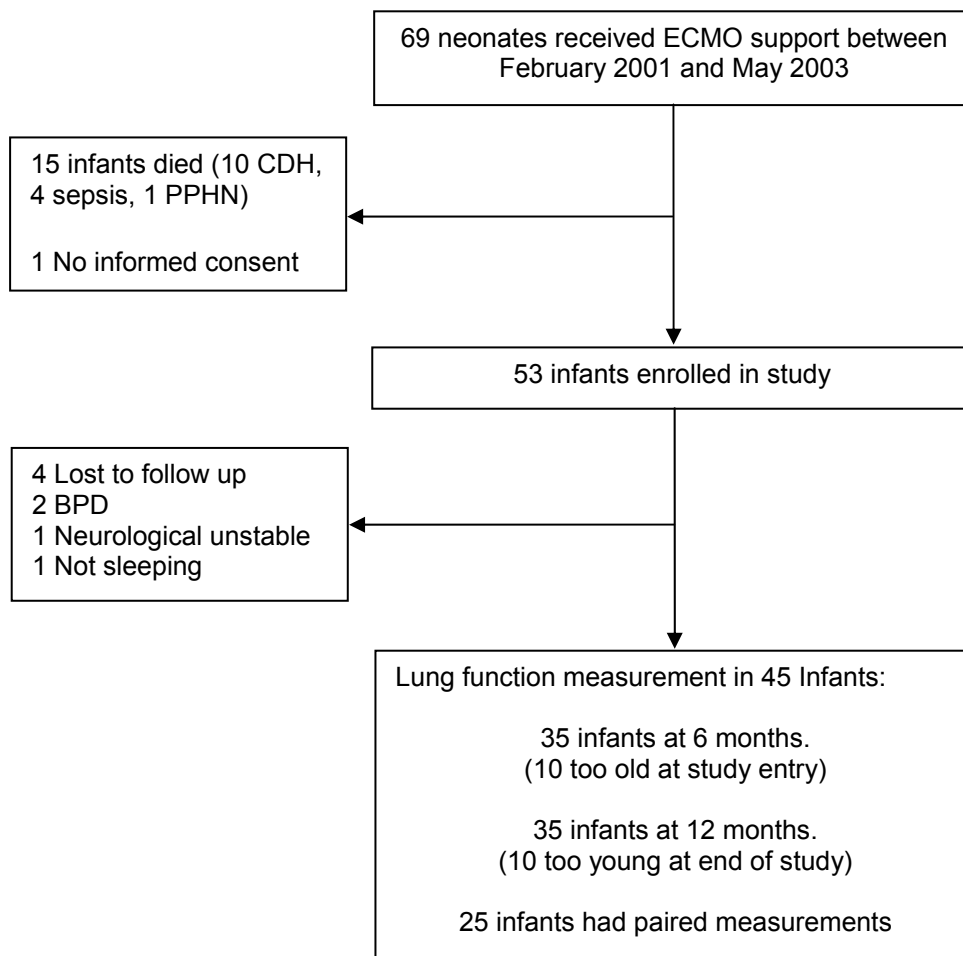 69 neonates received ECMO support between
February 2001 and May 2003
15 infants died (10 CDH,
4 sepsis, 1 PPHN)
1 No informed consent
53 infants enrolled in study
4 Lost to follow up
2 BPD
1 Neurological unstable
1 Not sleeping
Lung function measurement in 45 Infants:
35 infants at 6 months.
(10 too old at study entry)
35 infants at 12 months.
(10 too young at end of study)
25 infants had paired measurements